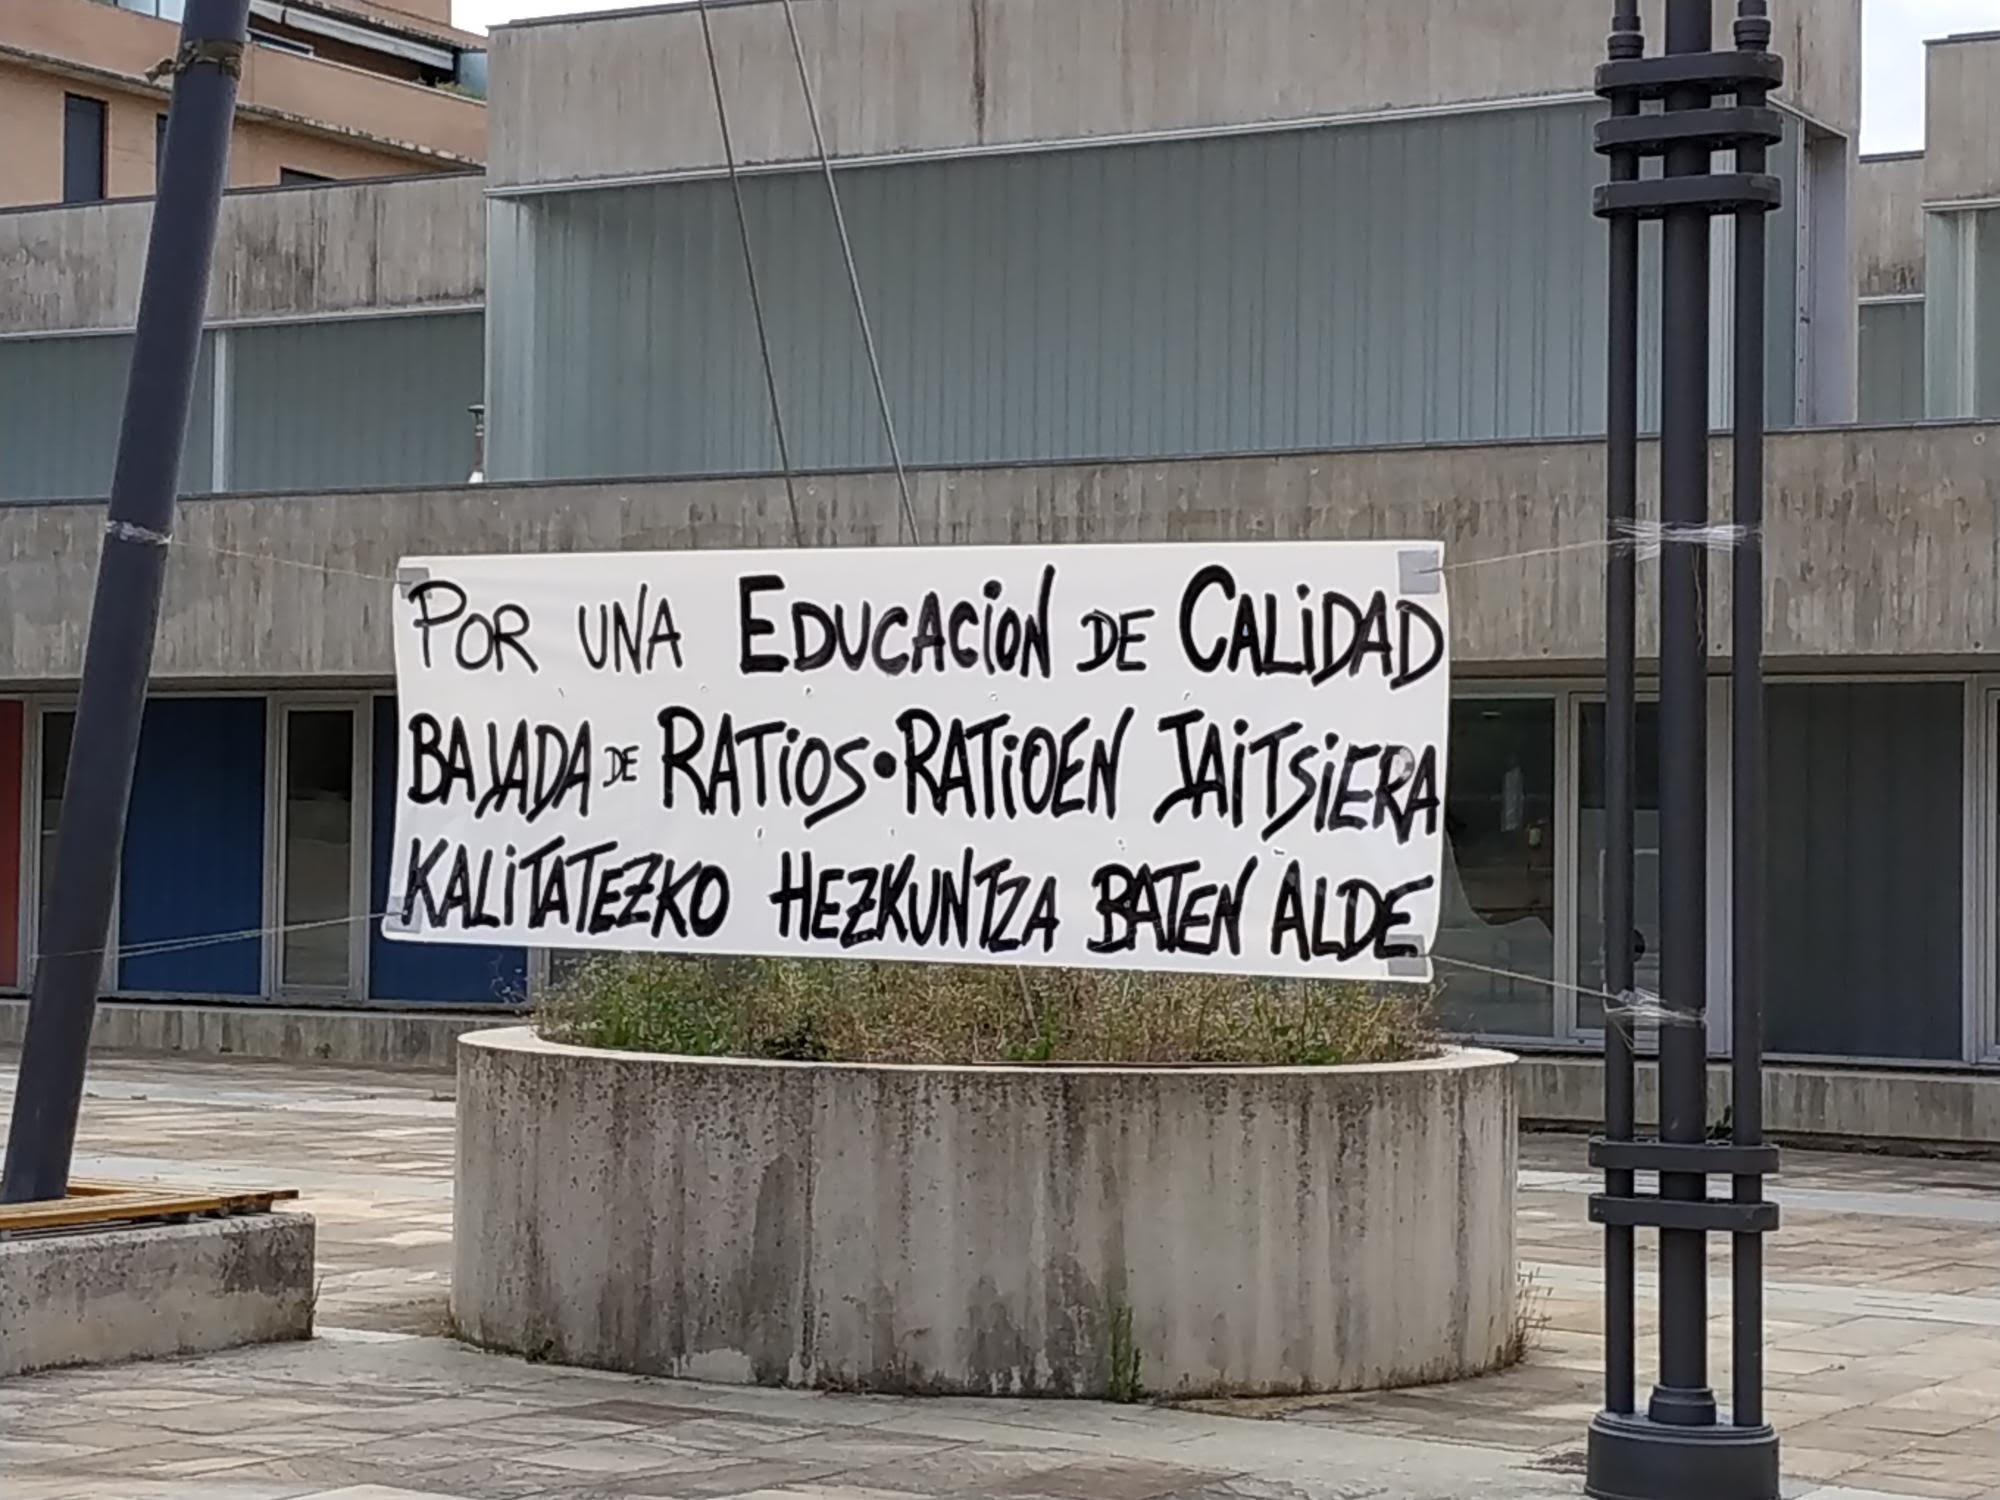 POR UNA EDUCACION DE CALIDAD
BAJADA DE RATIOS • RATIOEN JAITSIERA
KALITATEZKO HEZKUNTZA BATEN ALDE